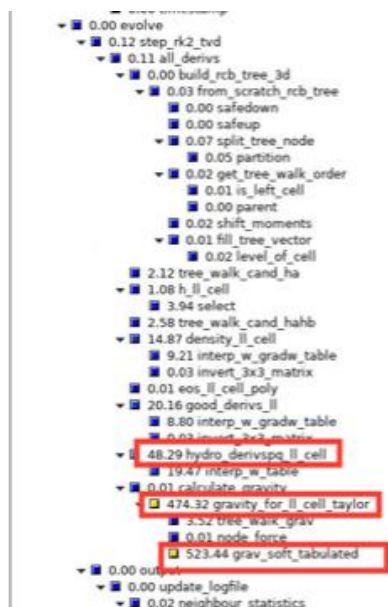 0.00 evolve
0.12 step_rk2_tvd
0.11 all_derivs
0.00 build_rcb_tree_3d
0.03 from_scratch_rcb_tree
0.00 safedown
0.00 safeup
0.07 split_tree_node
0.05 partition
0.02 get_tree_walk_order
0.01 is_left_cell
0.00 parent
0.02 shift_moments
0.01 fill_tree_vector
0.02 level_of_cell
2.12 tree_walk_cand_ha
1.08 h_ll_cell
3.94 select
2.58 tree_walk_cand_hahb
14.87 density_ll_cell
9.21 interp_w_gradw_table
0.03 invert_3x3_matrix
0.01 eos_ll_cell_poly
20.16 good_derivs_ll
8.80 interp_w_gradw_table
0.03 invert_3x3_matrix
48.29 hydro_derivspq_ll_cell
19.47 interp_w_table
0.01 calculate_gravity
474.32 gravity_for_ll_cell_taylor
3.52 tree_walk_grav
0.01 node_force
523.44 grav_soft_tabulated
0.00 output
0.00 update_logfile
0.02 neighbour_statistics